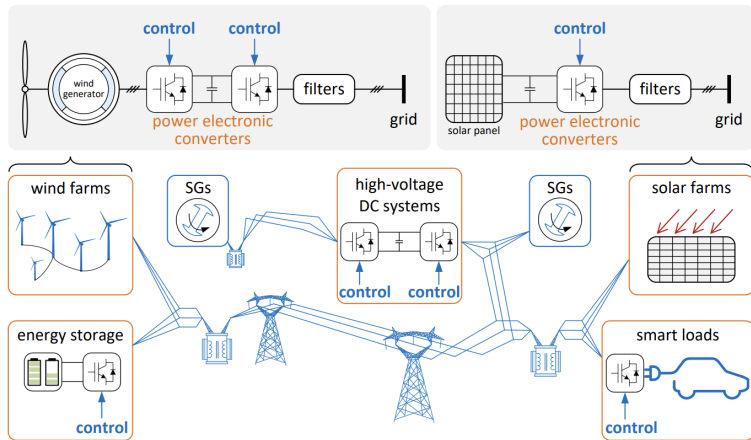 control
control
wind
generator
filters
grid
power electronic
converters
control
solar panel
filters
grid
power electronic
converters
wind farms
SGs
high-voltage
DC systems
control
control
SGs
solar farms
energy storage
control
smart loads
control